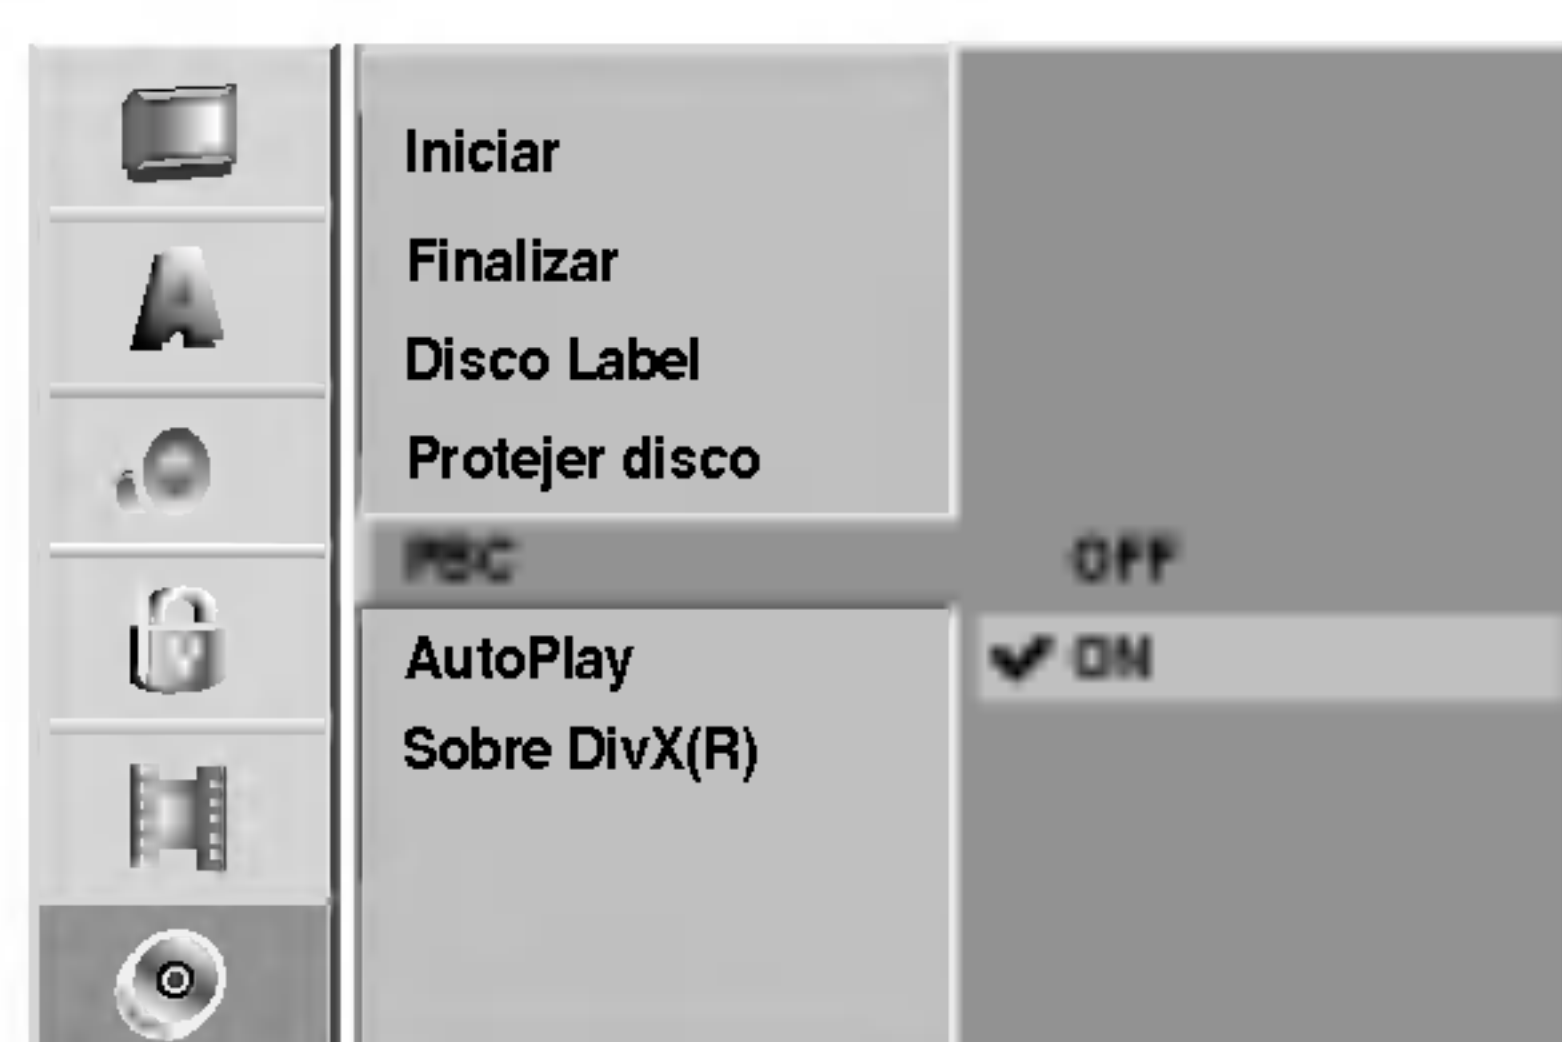 Iniciar
Finalizar
Disco Label
Protejer disco
PBC OFF
AutoPlay ON
Sobre DivX(R)